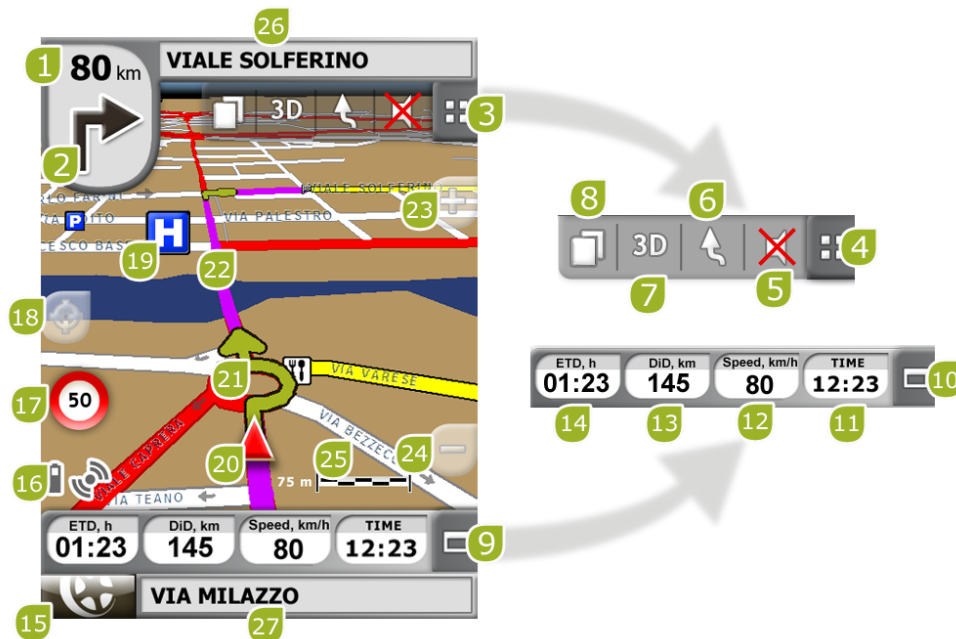 26
1
80 km
VIALE SOLFERINO
3D
3
2
8
6
VIALE SOLFERINO
23
P
VIA PALESTRO
H
19
22
3D
4
7
5
18
21
VIA VARESE
17
50
ETD, h
01:23
DiD, km
145
Speed, km/h
80
TIME
12:23
10
14
13
12
11
VIALE CAPRERA
VIA BEZZECC
20
25
24
16
75 m
VIA TEANO
ETD, h
01:23
DiD, km
145
Speed, km/h
80
TIME
12:23
9
15
VIA MILAZZO
27